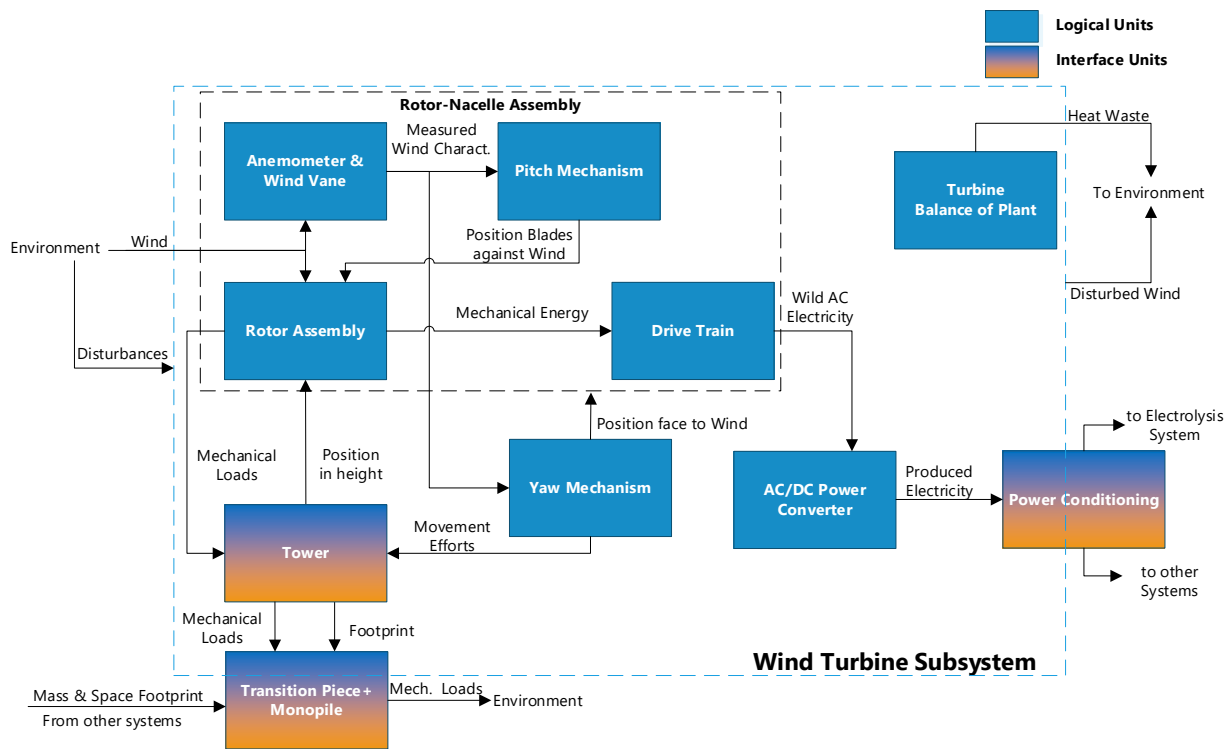 Logical Units
Interface Units
Rotor-Nacelle Assembly
Measured
Wind Charact.
Heat Waste
Anemometer &
Wind Vane
Pitch Mechanism
Turbine
Balance of Plant
To Environment
Environment
Wind
Position Blades
against Wind
Disturbed Wind
Rotor Assembly
Mechanical Energy
Drive Train
Wild AC
Electricity
Disturbances
Position face to Wind
to Electrolysis
System
Mechanical
Loads
Position
in height
Yaw Mechanism
AC/DC Power
Converter
Produced
Electricity
Power Conditioning
Tower
Movement
Efforts
to other
Systems
Mechanical
Loads
Footprint
Wind Turbine Subsystem
Mass & Space Footprint
From other systems
Transition Piece+
Monopile
Mech. Loads
Environment